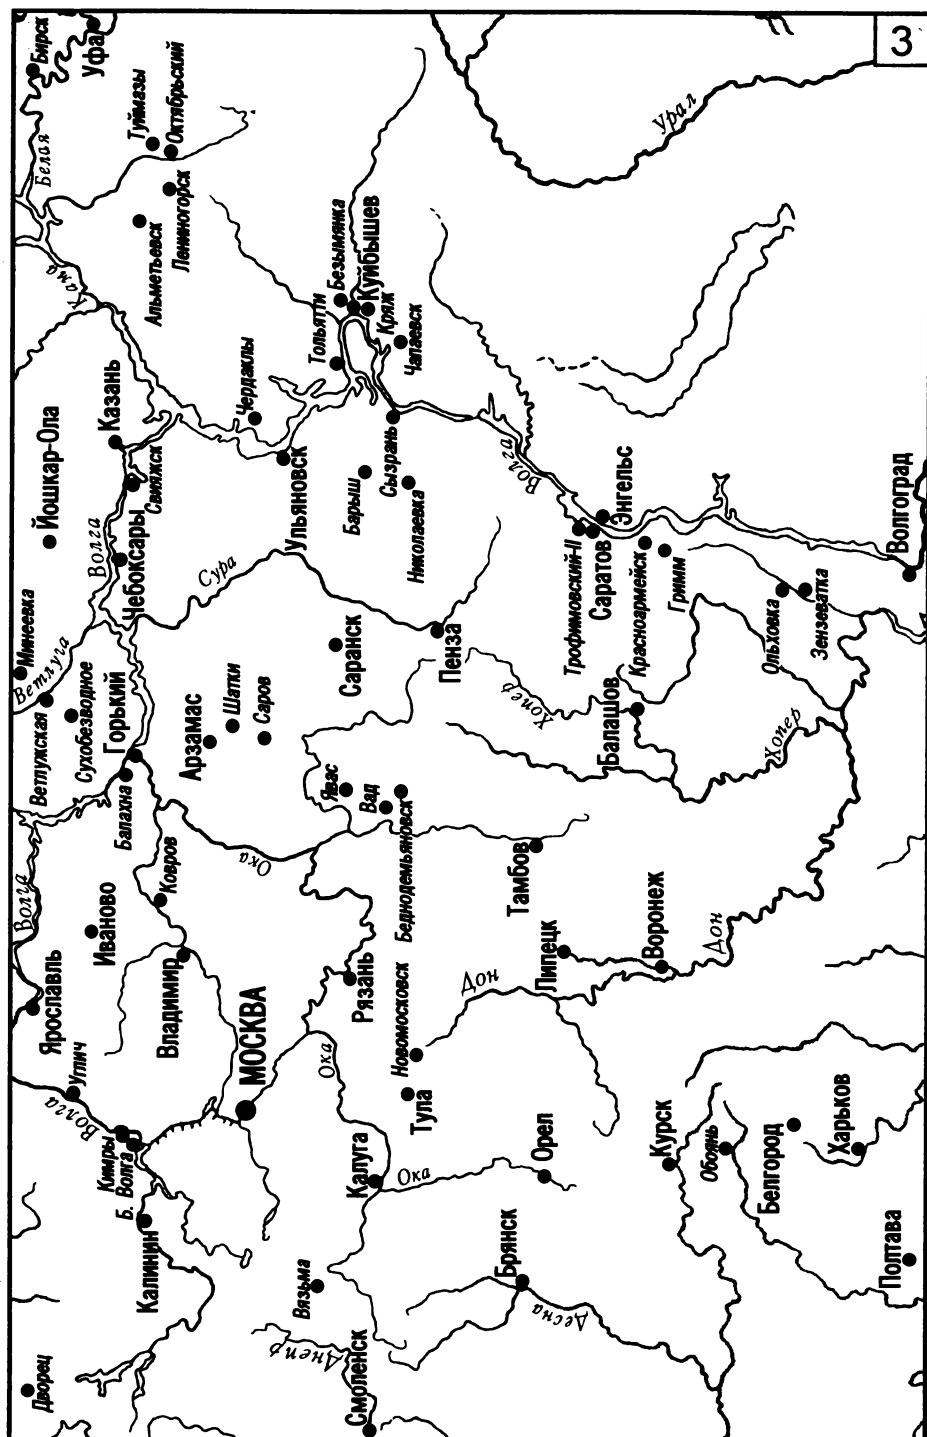 3
Дворец
Смоленск
Вязьма
Днепр
Калинин
Б. Волга
Кимры
Волга
Углич
Ярославль
Волга
Иваново
Владимир
Ковров
МОСКВА
Калуга
Ока
Ока
Рязань
Новомосковск
Тула
Орел
Брянск
Десна
Курск
Обоянь
Белгород
Харьков
Полтава
Дон
Липецк
Воронеж
Дон
Тамбов
Ока
Балахна
Горький
Сухобезводное
Ветлужская
Ветлуга
Минеевка
Арзамас
Шатки
Саров
Явас
Вад
Беднодемьяновск
Саранск
Пенза
Сура
Чебоксары
Волга
Йошкар-Ола
Свияжск
Казань
Ульяновск
Чердаклы
Барыш
Николаевка
Сызрань
Тольятти
Безымянка
Куйбышев
Кряж
Чапаевск
Кама
Альметьевск
Лениногорск
Туймазы
Октябрьский
Белая
Бирск
Уфа
Урал
Волга
Трофимовский-II
Саратов
Энгельс
Красноармейск
Гримм
Хопер
Балашов
Хопер
Ольховка
Зензеватка
Волгоград